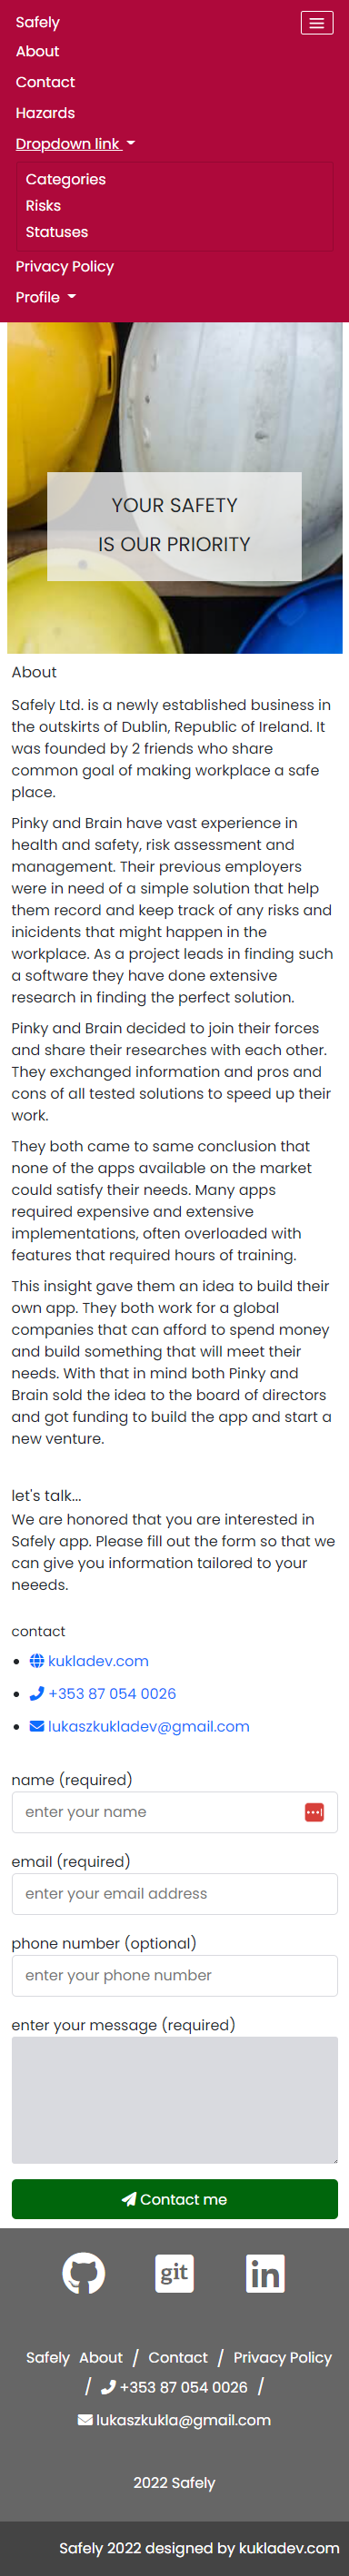 Safely
About
Contact
Hazards
Dropdown link
Categories
Risks
Statuses
Privacy Policy
Profile
YOUR SAFETY
IS OUR PRIORITY
About
Safely Ltd. is a newly established business in
the outskirts of Dublin, Republic of Ireland. It
was founded by 2 friends who share
common goal of making workplace a safe
place.
Pinky and Brain have vast experience in
health and safety, risk assessment and
management. Their previous employers
were in need of a simple solution that help
them record and keep track of any risks and
inicidents that might happen in the
workplace. As a project leads in finding such
a software they have done extensive
research in finding the perfect solution.
Pinky and Brain decided to join their forces
and share their researches with each other.
They exchanged information and pros and
cons of all tested solutions to speed up their
work.
They both came to same conclusion that
none of the apps available on the market
could satisfy their needs. Many apps
required expensive and extensive
implementations, often overloaded with
features that required hours of training.
This insight gave them an idea to build their
own app. They both work for a global
companies that can afford to spend money
and build something that will meet their
needs. With that in mind both Pinky and
Brain sold the idea to the board of directors
and got funding to build the app and start a
new venture.
let's talk...
We are honored that you are interested in
Safely app. Please fill out the form so that we
can give you information tailored to your
neeeds.
contact
kukladev.com
+353 87 054 0026
lukaszkukladev@gmail.com
name (required)
enter your name
email (required)
enter your email address
phone number (optional)
enter your phone number
enter your message (required)
Contact me
git
in
Safely About / Contact / Privacy Policy
/ +353 87 054 0026 /
lukaszkukla@gmail.com
2022 Safely
Safely 2022 designed by kukladev.com